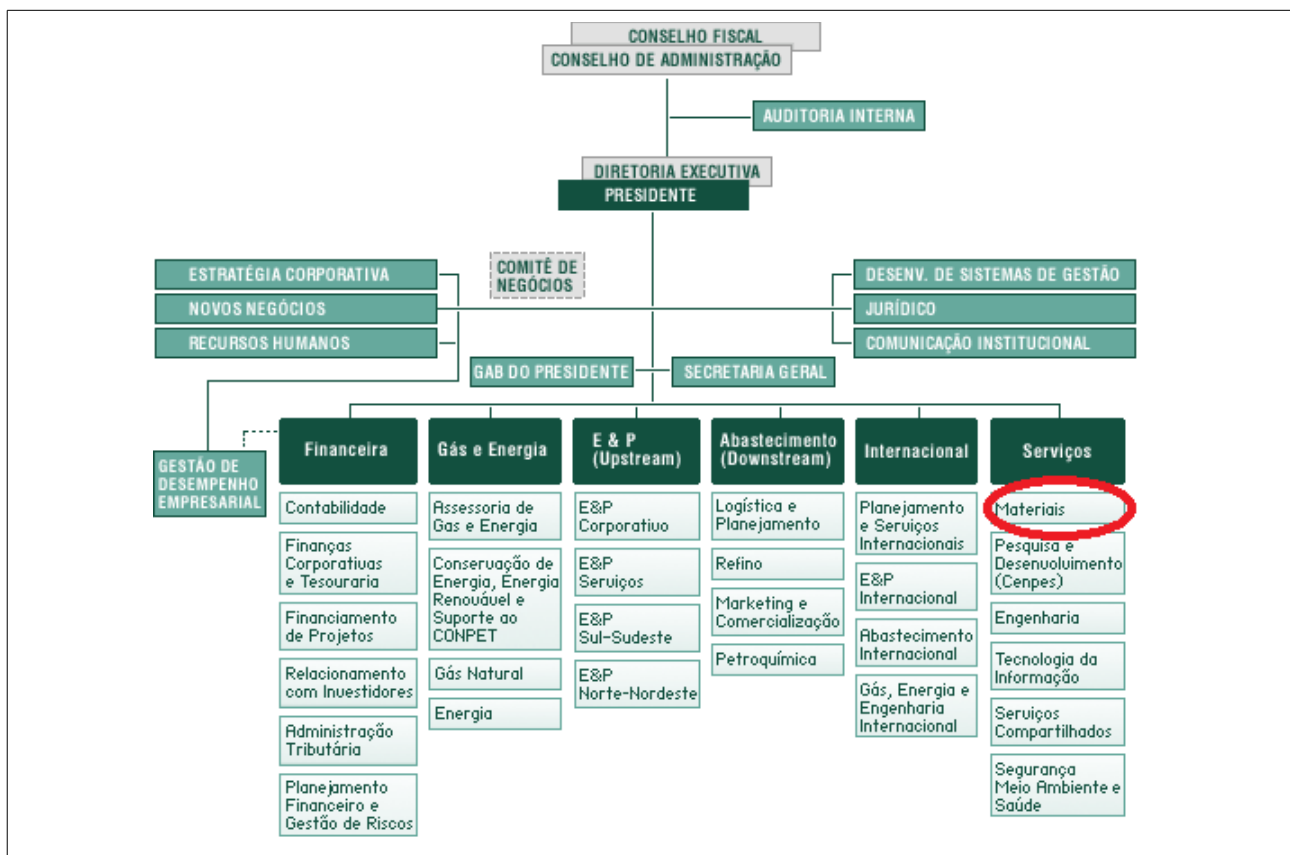 CONSELHO FISCAL
CONSELHO DE ADMINISTRAÇÃO
AUDITORIA INTERNA
DIRETORIA EXECUTIVA
PRESIDENTE
ESTRATÉGIA CORPORATIVA
NOVOS NEGÓCIOS
RECURSOS HUMANOS
COMITÊ DE
NEGÓCIOS
DESENV. DE SISTEMAS DE GESTÃO
JURÍDICO
COMUNICAÇÃO INSTITUCIONAL
GAB DO PRESIDENTE
SECRETARIA GERAL
GESTÃO DE
DESEMPENHO
EMPRESARIAL
Financeira
Contabilidade
Finanças
Corporativas
e Tesouraria
Financiamento
de Projetos
Relacionamento
com Investidores
Administração
Tributária
Planejamento
Financeiro e
Gestão de Riscos
Gás e Energia
Assessoria de
Gas e Energia
Conservação de
Energia, Energia
Renovável e
Suporte ao
CONPET
Gás Natural
Energia
E & P
(Upstream)
E&P
Corporativo
E&P
Serviços
E&P
Sul-Sudeste
E&P
Norte-Nordeste
Abastecimento
(Downstream)
Logística e
Planejamento
Refino
Marketing e
Comercialização
Petroquímica
Internacional
Planejamento
e Serviços
Internacionais
E&P
Internacional
Abastecimento
Internacional
Gás, Energia e
Engenharia
Internacional
Serviços
Materiais
Pesquisa e
Desenvolvimento
(Cenpes)
Engenharia
Tecnologia da
Informação
Serviços
Compartilhados
Segurança
Meio Ambiente e
Saúde